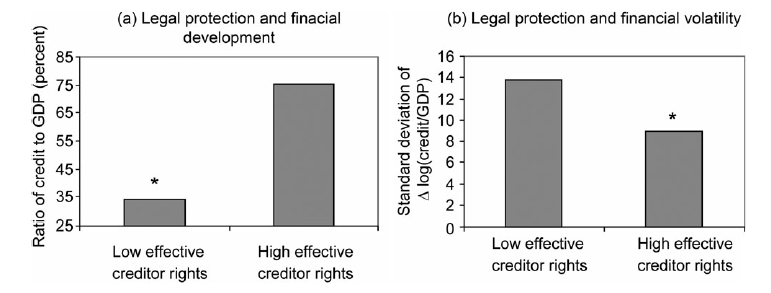 (a) Legal protection and finacial
development
Ratio of credit to GDP (percent)
85
75
65
55
45
35
25
*
Low effective
creditor rights
High effective
creditor rights
(b) Legal protection and financial volatility
Standard deviation of
Δ log(credit/GDP)
16
14
12
10
8
6
4
2
0
*
Low effective
creditor rights
High effective
creditor rights